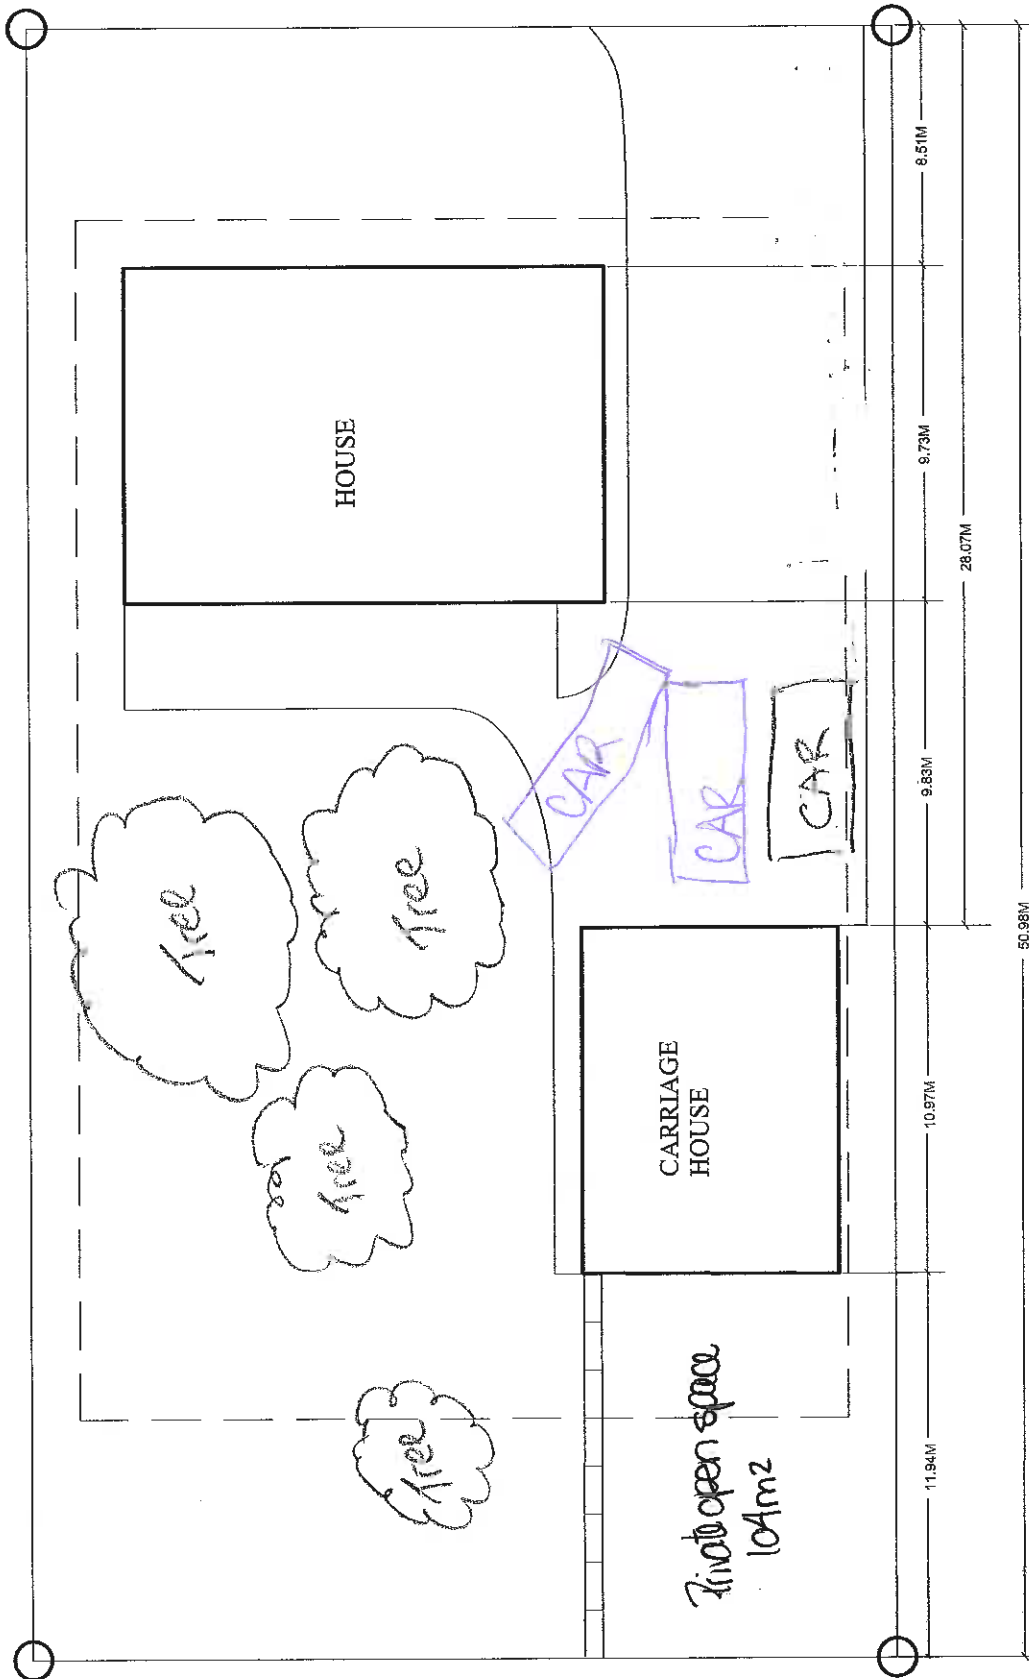 8.51M
HOUSE
9.73M
28.07M
CAR
CAR
CAR
9.83M
50.98M
Tree
Tree
Tree
CARRIAGE
HOUSE
10.97M
Tree
Private open space
104m2
11.94M